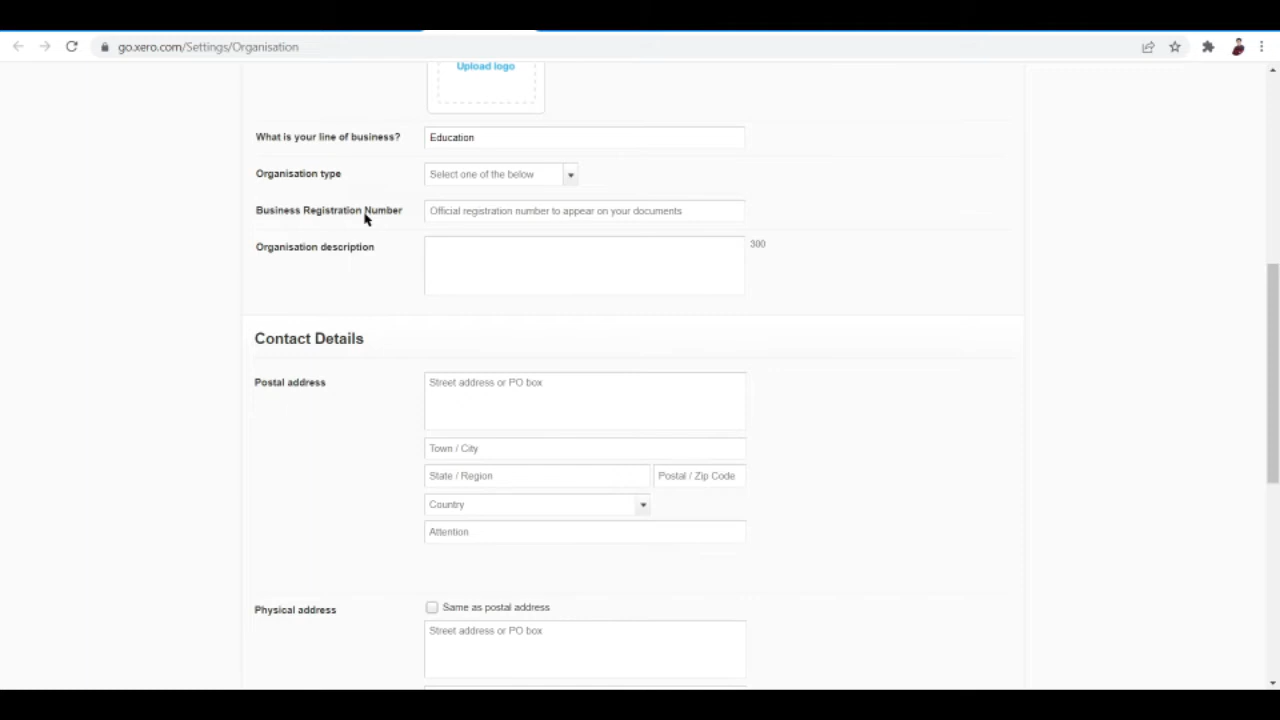 go.xero.com/Settings/Organisation
Upload logo
What is your line of business?
Education
Organisation type
Select one of the below
Business Registration Number
Official registration number to appear on your documents
Organisation description
300
Contact Details
Postal address
Street address or PO box
Town / City
State / Region
Postal / Zip Code
Country
Attention
Physical address
Same as postal address
Street address or PO box